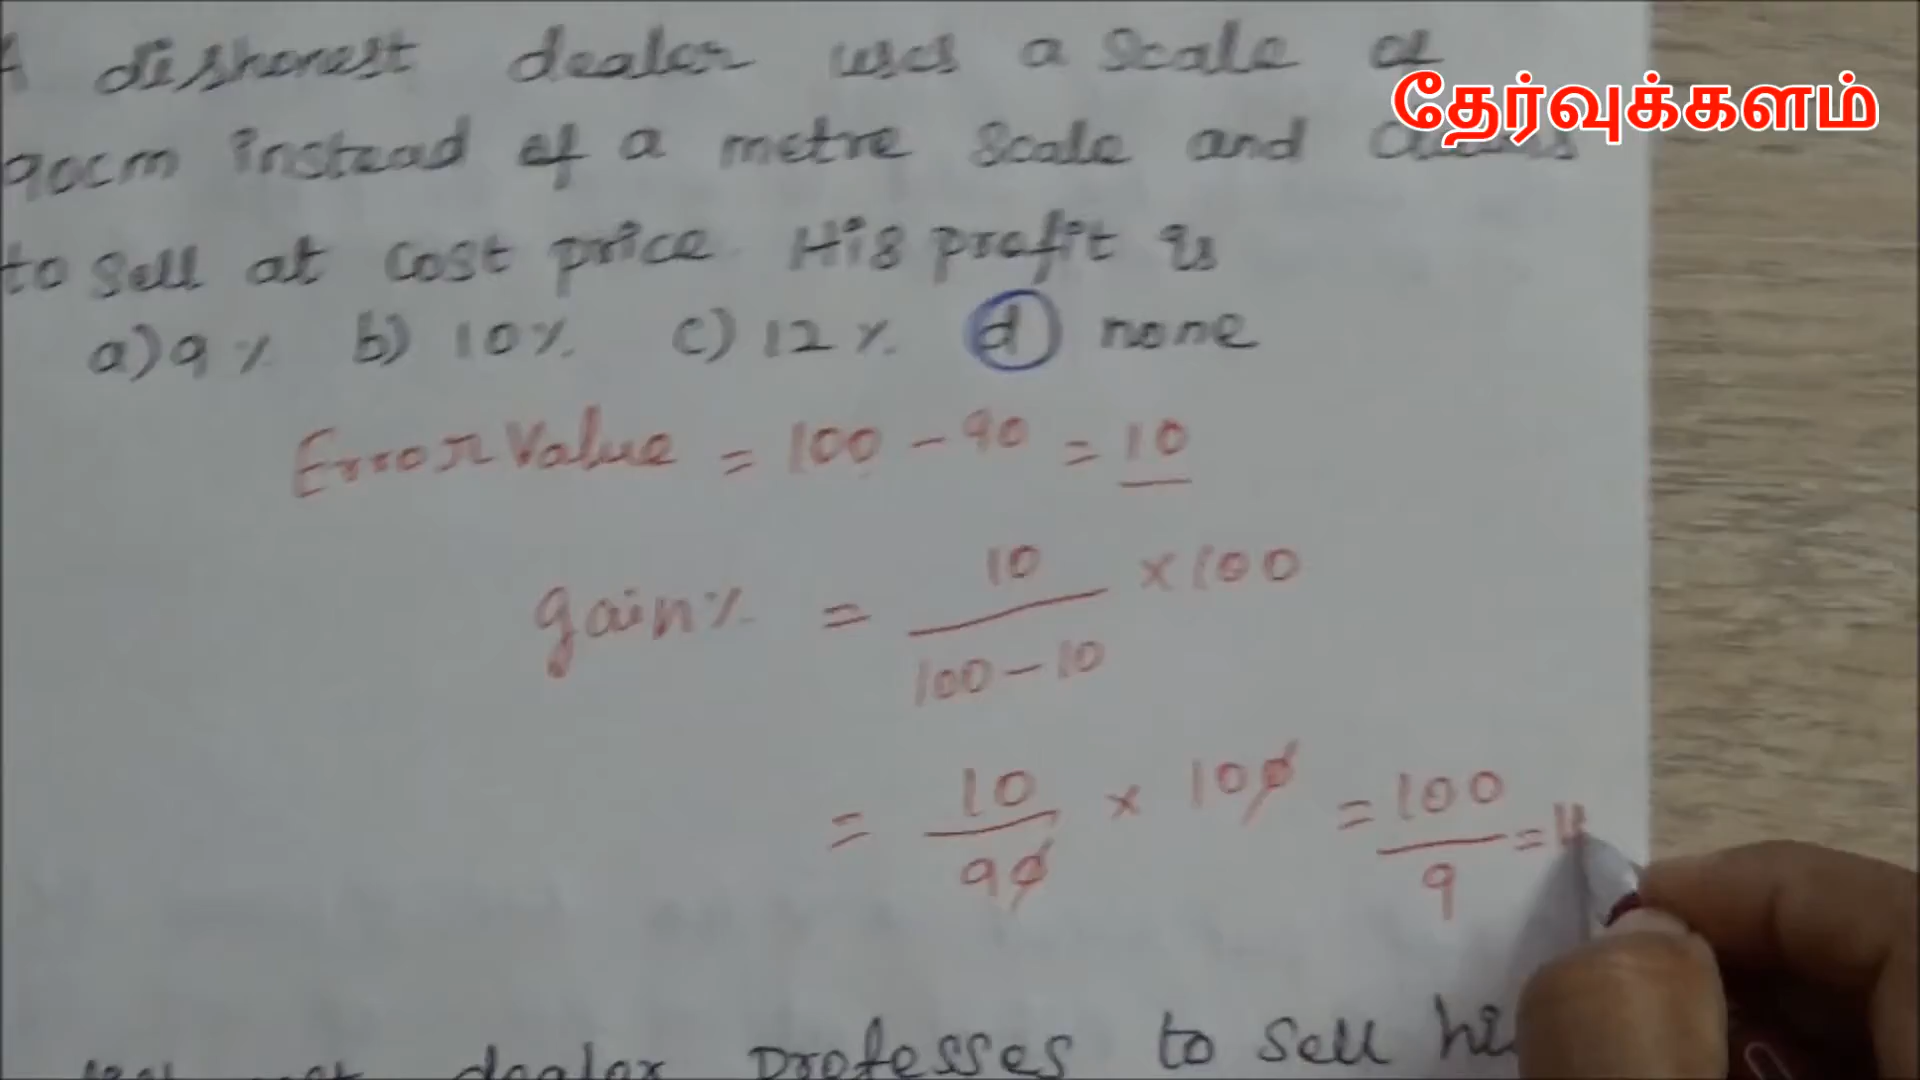 A dishonest dealer uses a scale of
தேர்வுக்களம்
90cm instead of a metre scale and
to sell at cost price. His profit is
a) 9% b) 10% c) 12% d none
Error Value = 100 - 90 = 10
gain% = 10/100-10 × 100
= 10/90 × 100 = 100/9 = 11
dealer professes to sell